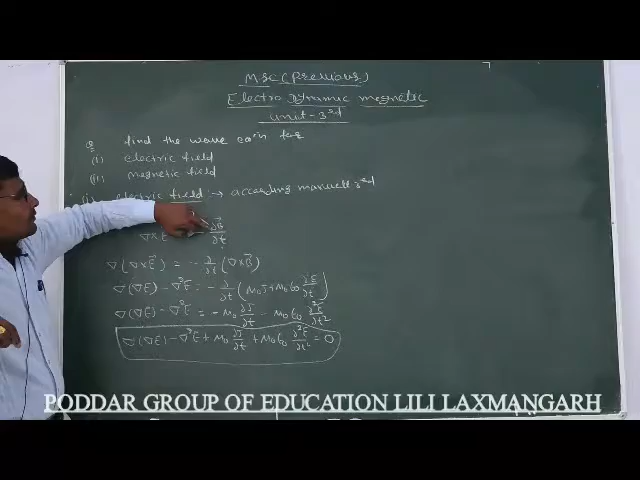 M.Sc (Previous)
Electro Dynamic magnetic
unit-3rd
Q find the wave eqn for
(i) electric field
(ii) magnetic field
(i) electric field → according maxwell 3rd
∇×E = -∂B⃗/∂t
∇(∇×E⃗) = -∂/∂t (∇×B⃗)
∇(∇E) - ∇²E = -∂/∂t (μ₀J + μ₀ε₀ ∂E/∂t)
∇(∇E) - ∇²E = -μ₀ ∂J/∂t - μ₀ε₀ ∂²E/∂t²
∇(∇E) - ∇²E + μ₀ ∂J/∂t + μ₀ε₀ ∂²E/∂t² = 0
PODDAR GROUP OF EDUCATION LILI LAXMANGARH